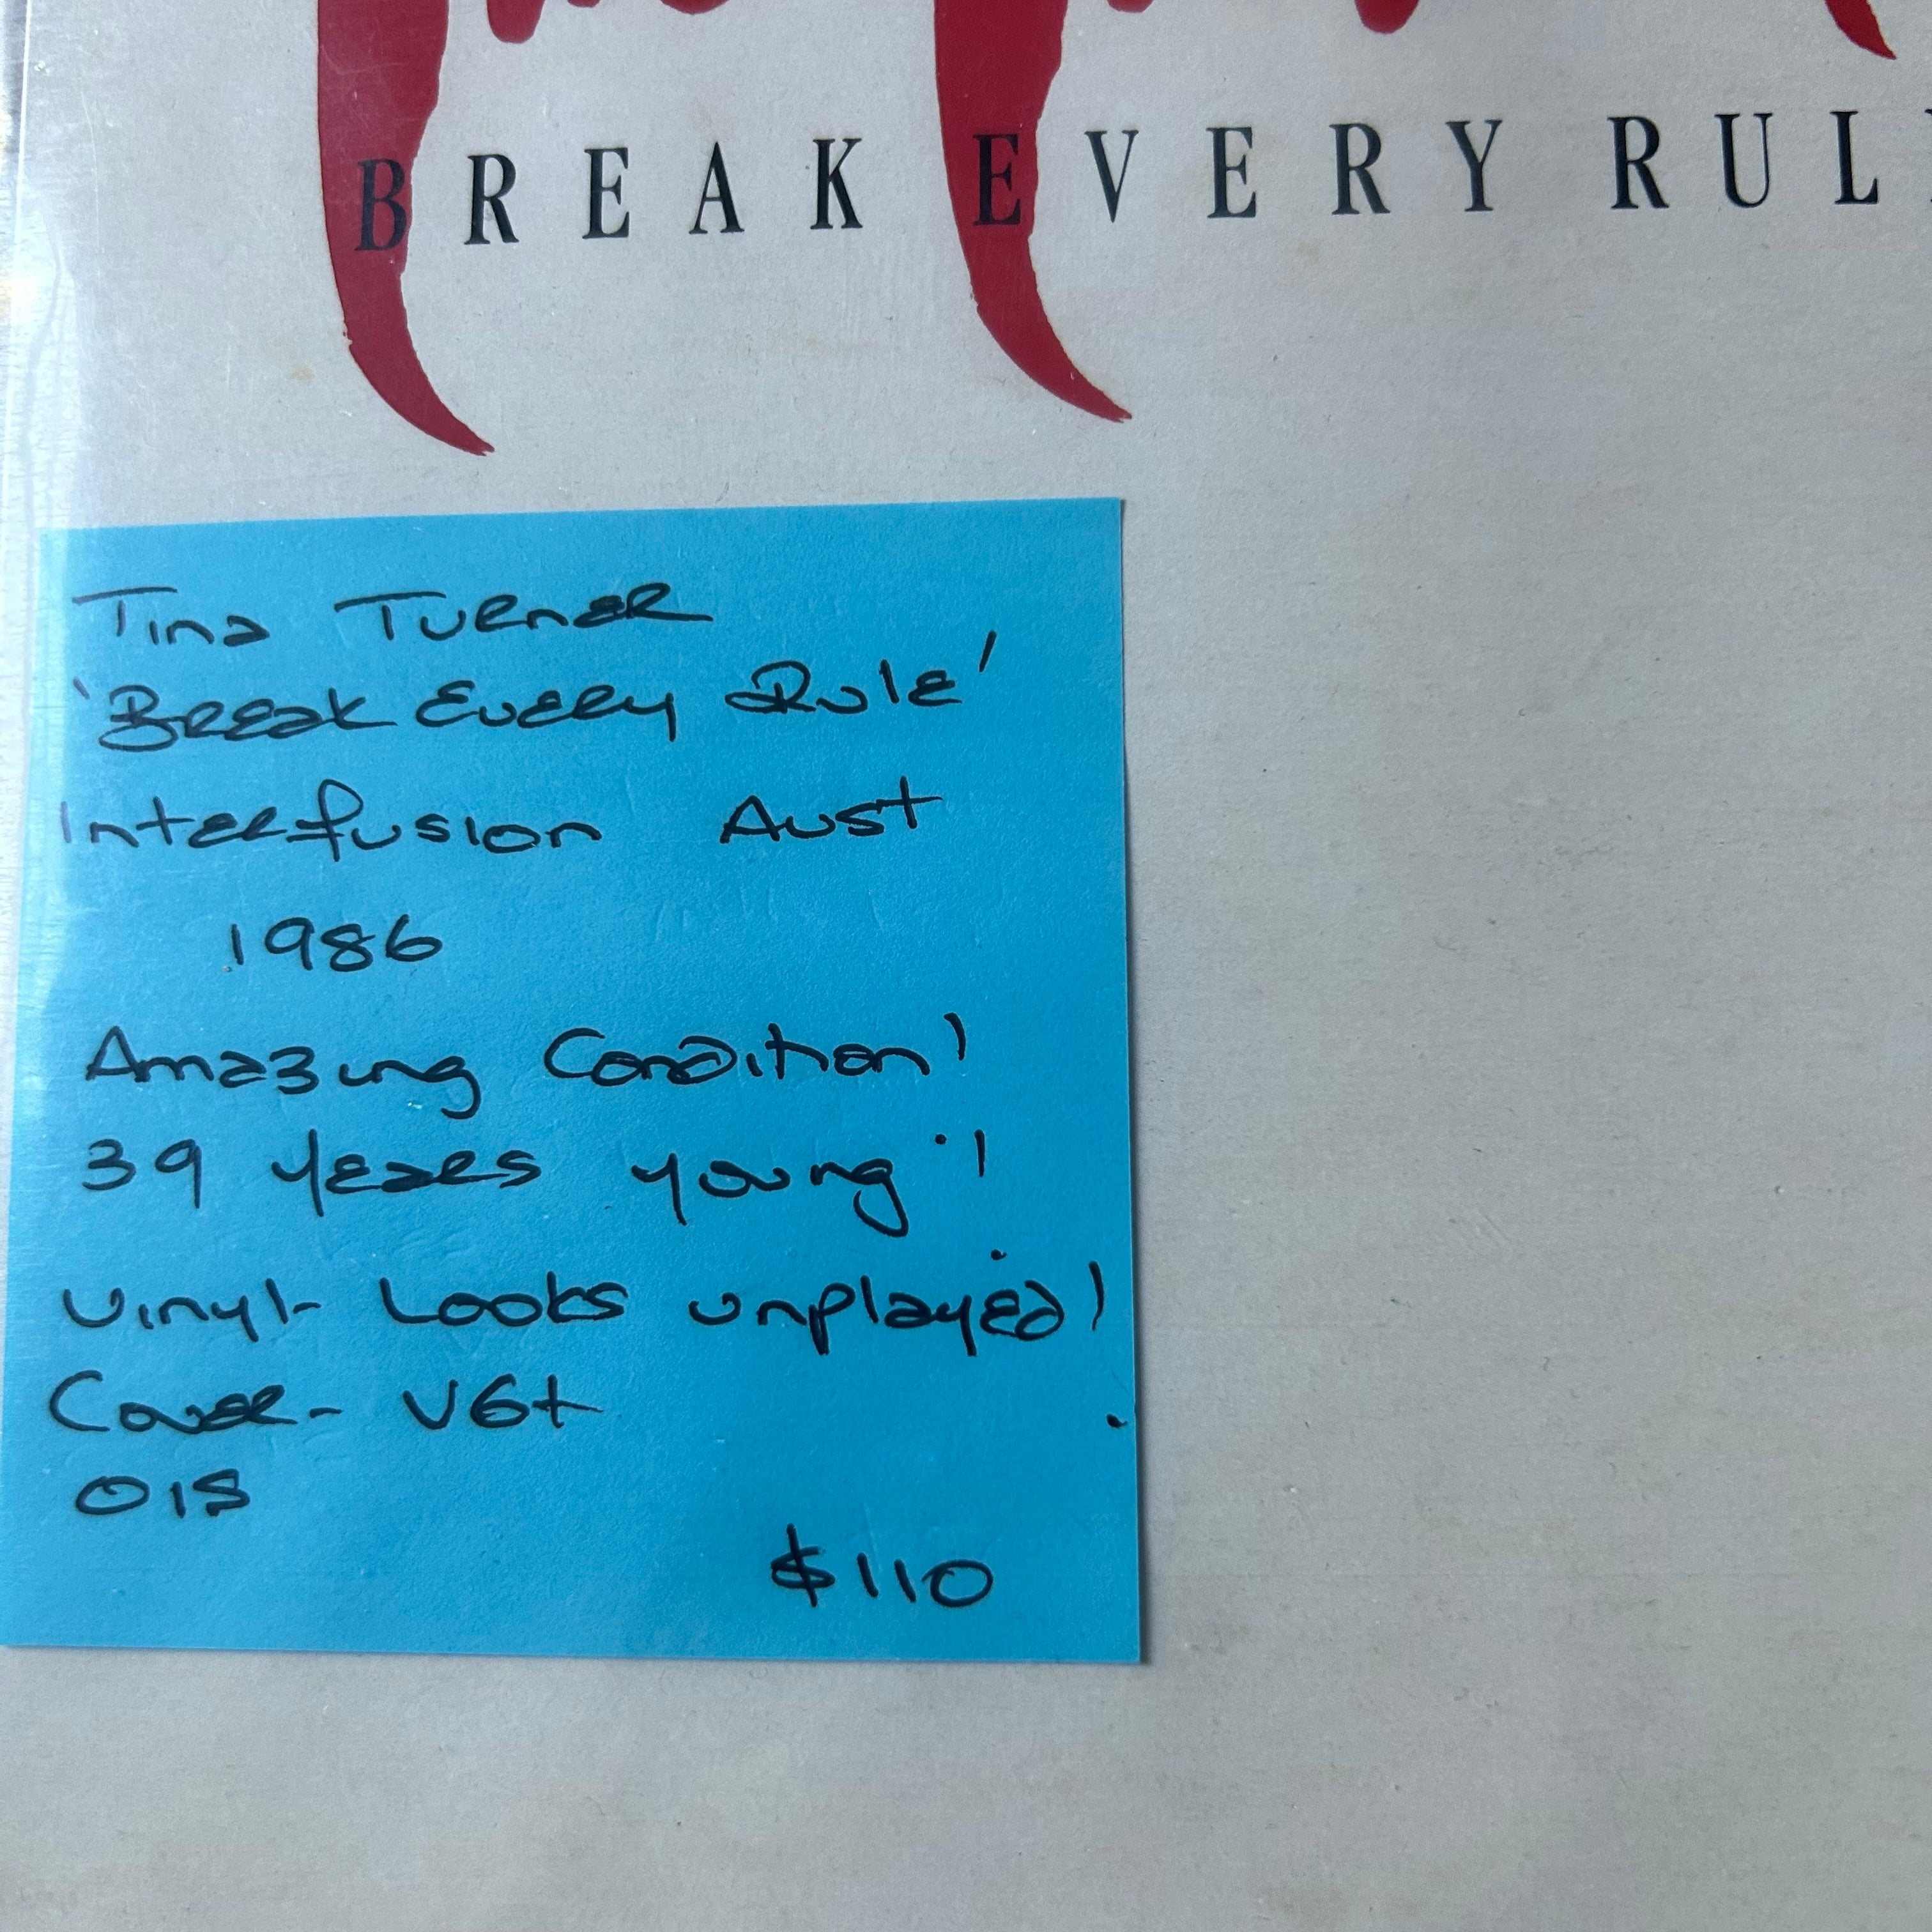 BREAK EVERY RUL
Tina Turner
'Break Every Rule'
Interfusion Aust
1986
Amazing Condition!
39 years young!
Vinyl- Looks unplayed!
Cover- VG+
OIS
$110